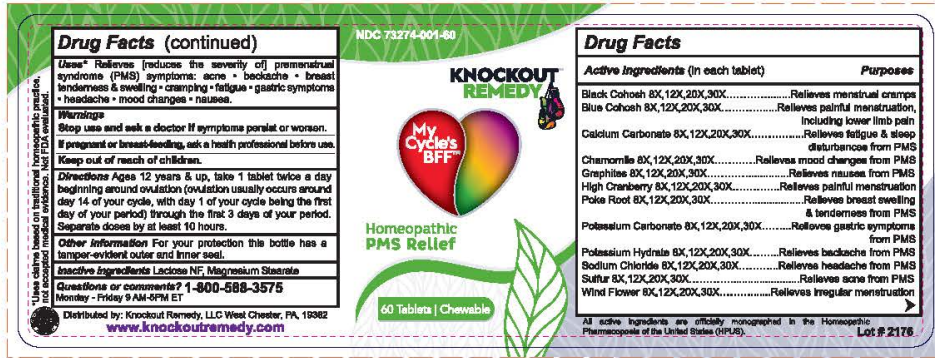 Drug Facts (continued)
Uses* Relieves [reduces the severity of] premenstrual
syndrome (PMS) symptoms: acne • backache • breast
tenderness & swelling • cramping • fatigue • gastric symptoms
• headache • mood changes • nausea.
Warnings
Stop use and ask a doctor if symptoms persist or worsen.
If pregnant or breast-feeding, ask a health professional before use.
Keep out of reach of children.
Directions Ages 12 years & up, take 1 tablet twice a day
beginning around ovulation (ovulation usually occurs around
day 14 of your cycle, with day 1 of your cycle being the first
day of your period) through the first 3 days of your period.
Separate doses by at least 10 hours.
Other information For your protection this bottle has a
tamper-evident outer and inner seal.
Inactive ingredients Lactose NF, Magnesium Stearate
Questions or comments? 1-800-588-3575
Monday - Friday 9 AM-5PM ET
Distributed by: Knockout Remedy, LLC West Chester, PA, 19382
www.knockoutremedy.com
*Uses claims based on traditional homeopathic practice,
not accepted medical evidence. Not FDA evaluated.
NDC 73274-001-60
KNOCKOUT
REMEDY
My
Cycle's
BFF™
Homeopathic
PMS Relief
60 Tablets | Chewable
Drug Facts
Active Ingredients (in each tablet) Purposes
Black Cohosh 8X,12X,20X,30X....................Relieves menstrual cramps
Blue Cohosh 8X,12X,20X,30X..................Relieves painful menstruation,
including lower limb pain
Calcium Carbonate 8X,12X,20X,30X..................Relieves fatigue & sleep
disturbances from PMS
Chamomile 8X,12X,20X,30X............Relieves mood changes from PMS
Graphites 8X,12X,20X,30X.......................Relieves nausea from PMS
High Cranberry 8X,12X,20X,30X.............Relieves painful menstruation
Poke Root 8X,12X,20X,30X.........................Relieves breast swelling
& tenderness from PMS
Potassium Carbonate 8X,12X,20X,30X........Relieves gastric symptoms
from PMS
Potassium Hydrate 8X,12X,20X,30X........Relieves backache from PMS
Sodium Chloride 8X,12X,20X,30X..........Relieves headache from PMS
Sulfur 8X,12X,20X,30X..............................Relieves acne from PMS
Wind Flower 8X,12X,20X,30X.................Relieves irregular menstruation
All active ingredients are officially monographed in the Homeopathic
Pharmacopoeia of the United States (HPUS).
Lot # 2176